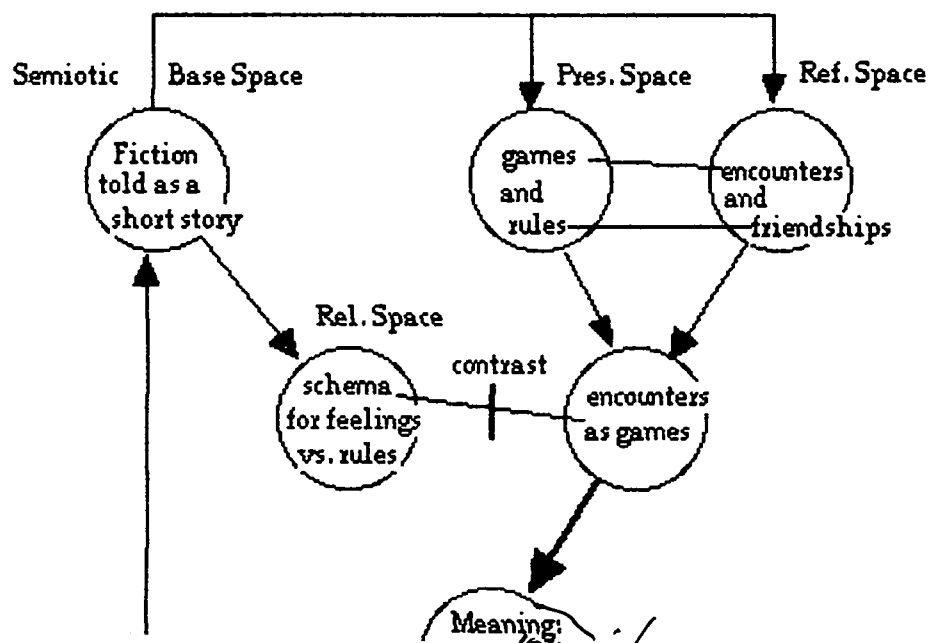 Semiotic Base Space
Pres. Space
Ref. Space
Fiction
told as a
short story
games
and
rules
encounters
and
friendships
Rel. Space
schema
for feelings
vs. rules
contrast
encounters
as games
Meaning: